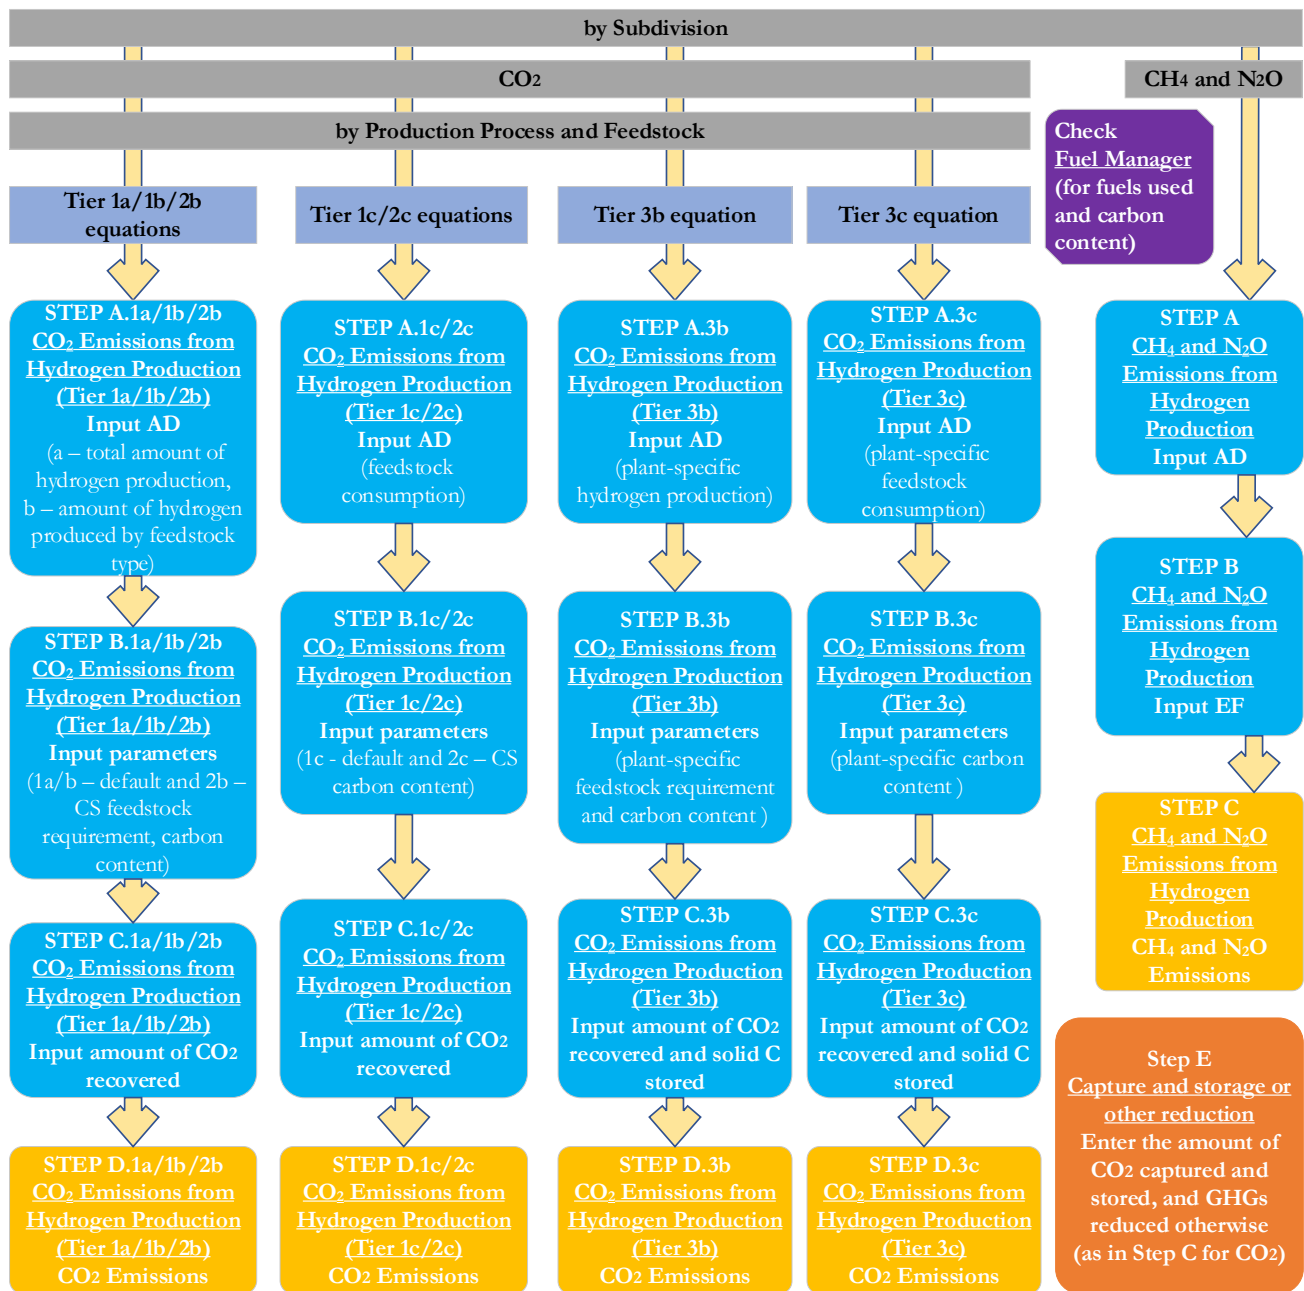 by Subdivision
CO2
CH4 and N2O
by Production Process and Feedstock
Check
Fuel Manager
(for fuels used
and carbon
content)
Tier 1a/1b/2b
equations
Tier 1c/2c equations
Tier 3b equation
Tier 3c equation
STEP A.1a/1b/2b
CO2 Emissions from
Hydrogen Production
(Tier 1a/1b/2b)
Input AD
(a – total amount of
hydrogen production,
b – amount of hydrogen
produced by feedstock
type)
STEP A.1c/2c
CO2 Emissions from
Hydrogen Production
(Tier 1c/2c)
Input AD
(feedstock
consumption)
STEP A.3b
CO2 Emissions from
Hydrogen Production
(Tier 3b)
Input AD
(plant-specific
hydrogen production)
STEP A.3c
CO2 Emissions from
Hydrogen Production
(Tier 3c)
Input AD
(plant-specific
feedstock
consumption)
STEP A
CH4 and N2O
Emissions from
Hydrogen
Production
Input AD
STEP B.1a/1b/2b
CO2 Emissions from
Hydrogen Production
(Tier 1a/1b/2b)
Input parameters
(1a/b – default and 2b –
CS feedstock
requirement, carbon
content)
STEP B.1c/2c
CO2 Emissions from
Hydrogen Production
(Tier 1c/2c)
Input parameters
(1c - default and 2c – CS
carbon content)
STEP B.3b
CO2 Emissions from
Hydrogen Production
(Tier 3b)
Input parameters
(plant-specific
feedstock requirement
and carbon content )
STEP B.3c
CO2 Emissions from
Hydrogen Production
(Tier 3c)
Input parameters
(plant-specific carbon
content )
STEP B
CH4 and N2O
Emissions from
Hydrogen
Production
Input EF
STEP C.1a/1b/2b
CO2 Emissions from
Hydrogen Production
(Tier 1a/1b/2b)
Input amount of CO2
recovered
STEP C.1c/2c
CO2 Emissions from
Hydrogen Production
(Tier 1c/2c)
Input amount of CO2
recovered
STEP C.3b
CO2 Emissions from
Hydrogen Production
(Tier 3b)
Input amount of CO2
recovered and solid C
stored
STEP C.3c
CO2 Emissions from
Hydrogen Production
(Tier 3c)
Input amount of CO2
recovered and solid C
stored
STEP C
CH4 and N2O
Emissions from
Hydrogen
Production
CH4 and N2O
Emissions
STEP D.1a/1b/2b
CO2 Emissions from
Hydrogen Production
(Tier 1a/1b/2b)
CO2 Emissions
STEP D.1c/2c
CO2 Emissions from
Hydrogen Production
(Tier 1c/2c)
CO2 Emissions
STEP D.3b
CO2 Emissions from
Hydrogen Production
(Tier 3b)
CO2 Emissions
STEP D.3c
CO2 Emissions from
Hydrogen Production
(Tier 3c)
CO2 Emissions
Step E
Capture and storage or
other reduction
Enter the amount of
CO2 captured and
stored, and GHGs
reduced otherwise
(as in Step C for CO2)